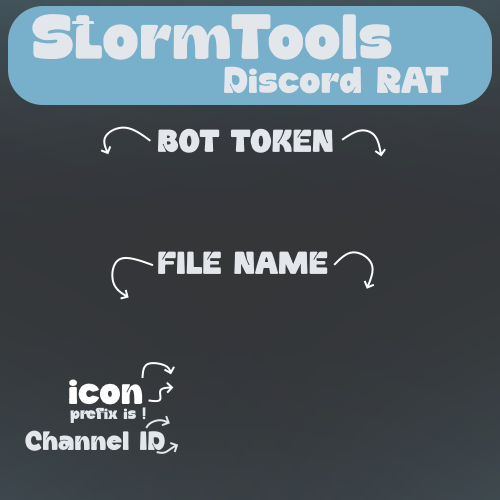 StormTools
Discord RAT
BOT TOKEN
FILE NAME
icon
prefix is !
Channel ID